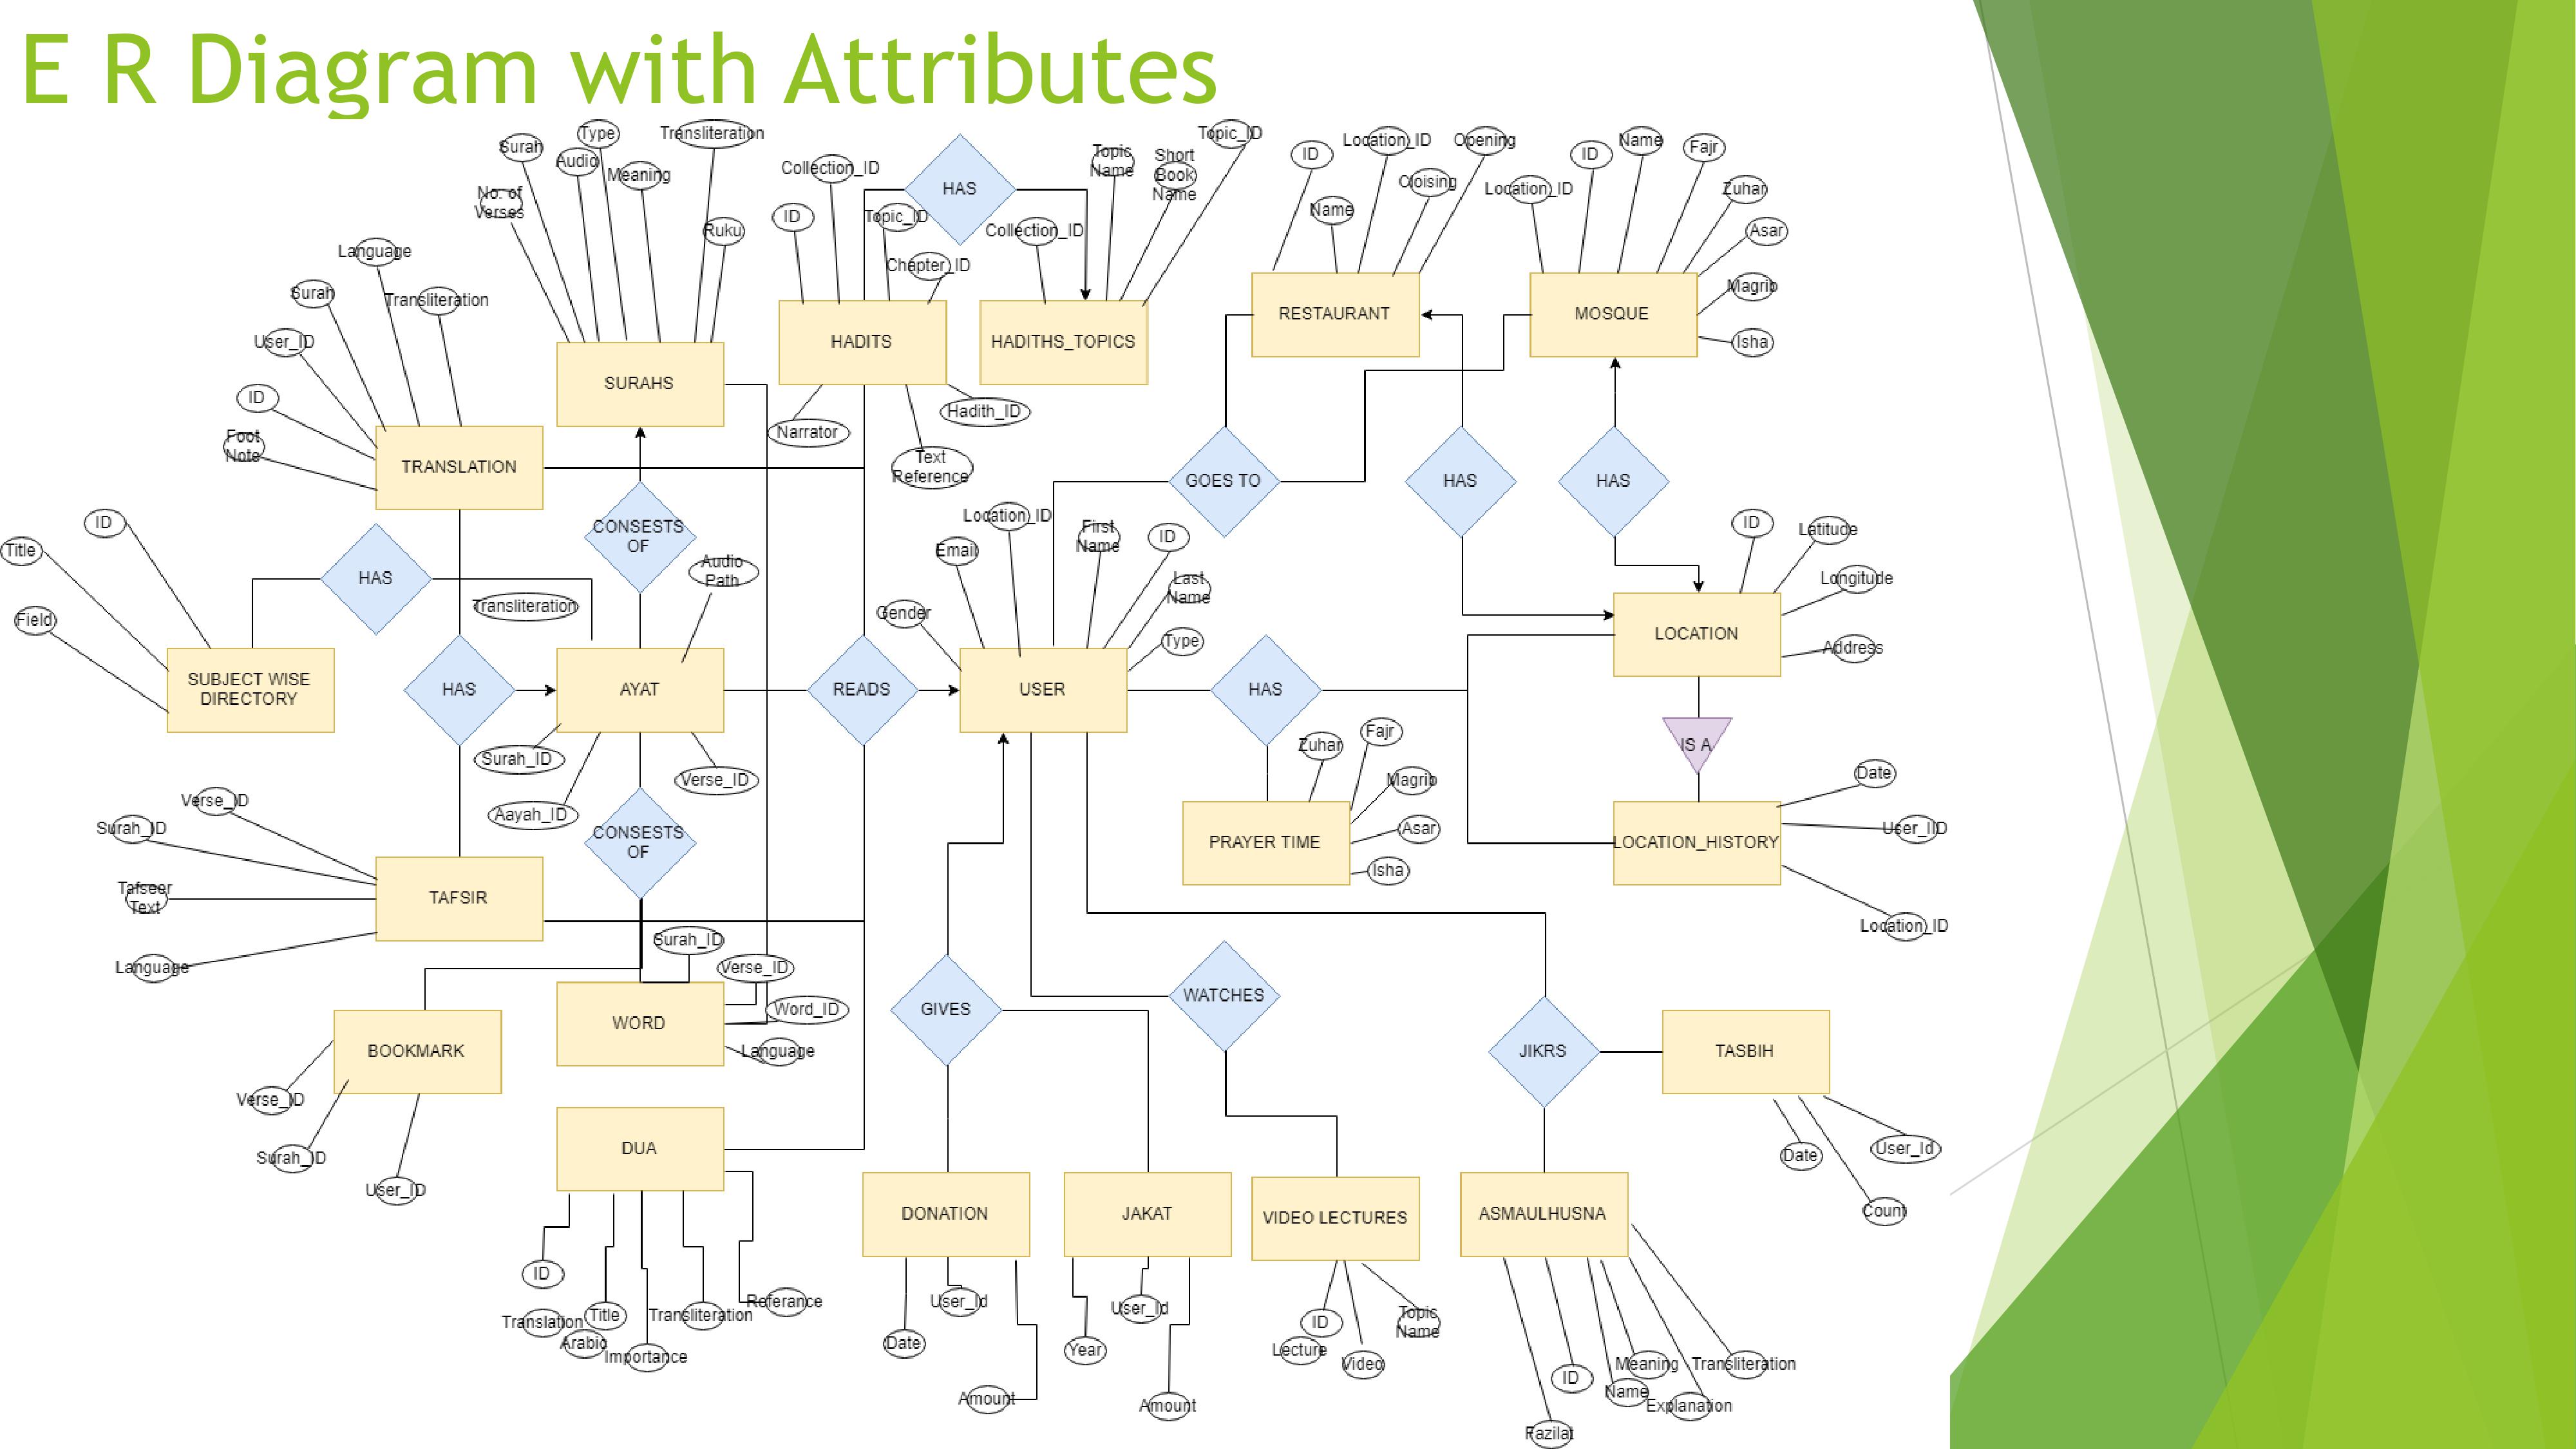 E R Diagram with Attributes
Type
Transliteration
Topic_ID
Surah
Audio
Meaning
No. of
Verses
Ruku
Collection_ID
ID
Topic_ID
Chapter_ID
HAS
Topic
Name
Short
Book
Name
Collection_ID
ID
Location_ID
Opening
Cloising
Name
ID
Name
Fajr
Location_ID
Zuhar
Asar
Magrib
Isha
Language
Surah
Transliteration
User_ID
ID
Foot
Note
SURAHS
HADITS
HADITHS_TOPICS
RESTAURANT
MOSQUE
Narrator
Hadith_ID
Text
Reference
TRANSLATION
GOES TO
HAS
HAS
ID
Title
Field
HAS
CONSESTS
OF
Audio
Path
Transliteration
Location_ID
Email
First
Name
ID
Last
Name
Gender
Type
ID
Latitude
Longitude
Address
LOCATION
SUBJECT WISE
DIRECTORY
HAS
AYAT
READS
USER
HAS
IS A
Surah_ID
Verse_ID
Aayah_ID
Zuhar
Fajr
Magrib
Asar
Isha
PRAYER TIME
Date
User_IID
LOCATION_HISTORY
Location_ID
Verse_ID
Surah_ID
Tafseer
Text
Language
TAFSIR
CONSESTS
OF
Surah_ID
Verse_ID
Word_ID
Language
WORD
BOOKMARK
Verse_ID
Surah_ID
User_ID
GIVES
WATCHES
JIKRS
TASBIH
Date
User_Id
Count
DUA
ID
Translation
Title
Arabic
Importance
Transliteration
Referance
DONATION
JAKAT
VIDEO LECTURES
ASMAULHUSNA
User_Id
Date
Amount
User_Id
Year
Amount
ID
Lecture
Video
Topic
Name
Meaning
Transliteration
ID
Name
Explanation
Fazilat